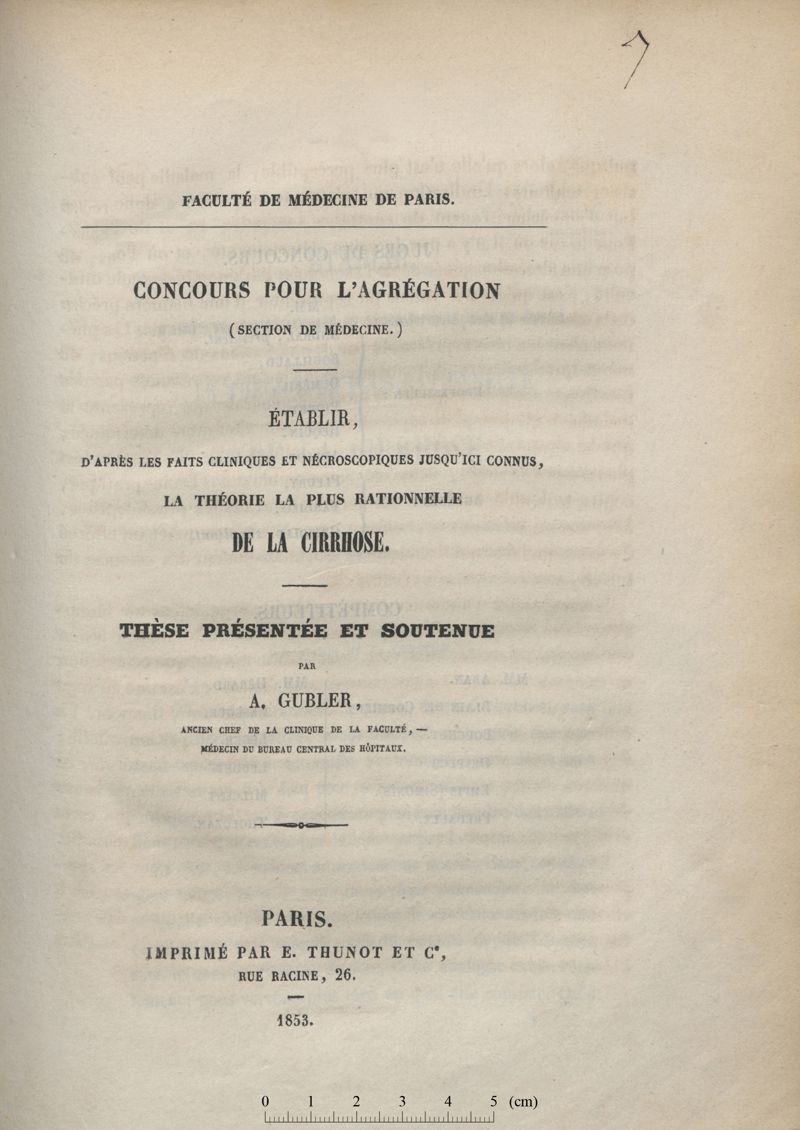 7
FACULTÉ DE MÉDECINE DE PARIS.
CONCOURS POUR L'AGRÉGATION
(SECTION DE MÉDECINE.)
ÉTABLIR,
D'APRÈS LES FAITS CLINIQUES ET NÉCROSCOPIQUES JUSQU'ICI CONNUS,
LA THÉORIE LA PLUS RATIONNELLE
DE LA CIRRHOSE.
THÈSE PRÉSENTÉE ET SOUTENUE
PAR
A. GUBLER,
ANCIEN CHEF DE LA CLINIQUE DE LA FACULTÉ, —
MÉDECIN DU BUREAU CENTRAL DES HÔPITAUX.
PARIS.
IMPRIMÉ PAR E. THUNOT ET Cᵉ,
RUE RACINE, 26.
1853.
0 1 2 3 4 5 (cm)